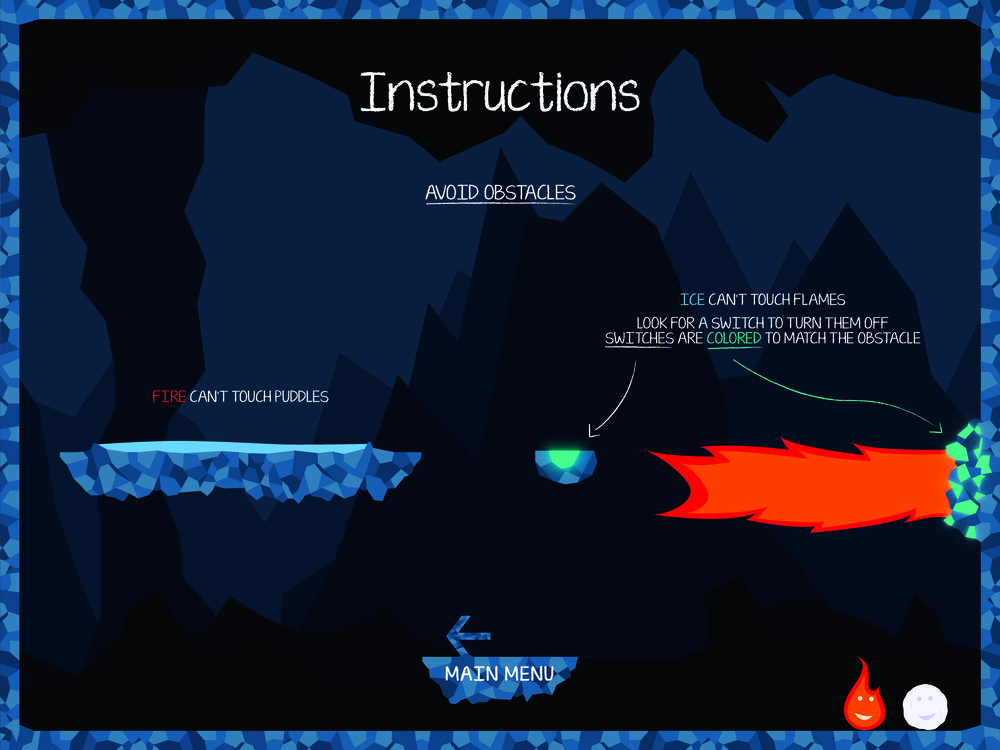 Instructions
AVOID OBSTACLES
ICE CAN'T TOUCH FLAMES
LOOK FOR A SWITCH TO TURN THEM OFF
SWITCHES ARE COLORED TO MATCH THE OBSTACLE
FIRE CAN'T TOUCH PUDDLES
MAIN MENU